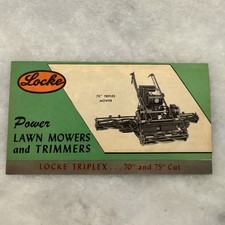 Locke
70" TRIPLEX
MOWER
Power
LAWN MOWERS
and TRIMMERS
LOCKE TRIPLEX . . . 70" and 75" Cut